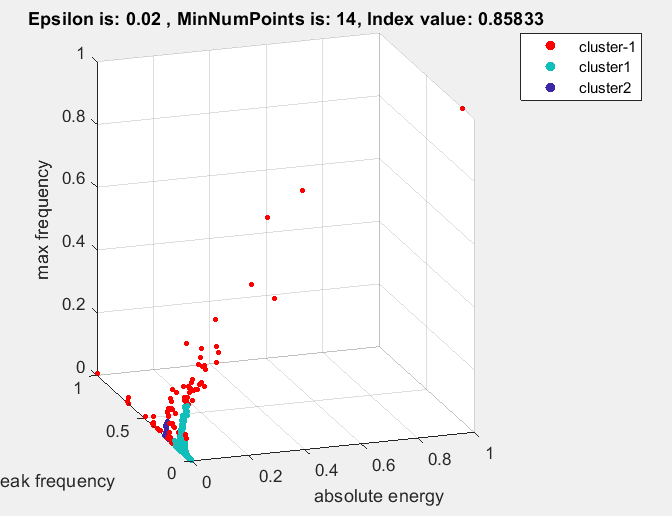 Epsilon is: 0.02 , MinNumPoints is: 14, Index value: 0.85833
cluster-1
cluster1
cluster2
1
0.8
0.6
0.4
0.2
0
max frequency
1
0.5
0
eak frequency
0
0.2
0.4
0.6
0.8
1
absolute energy